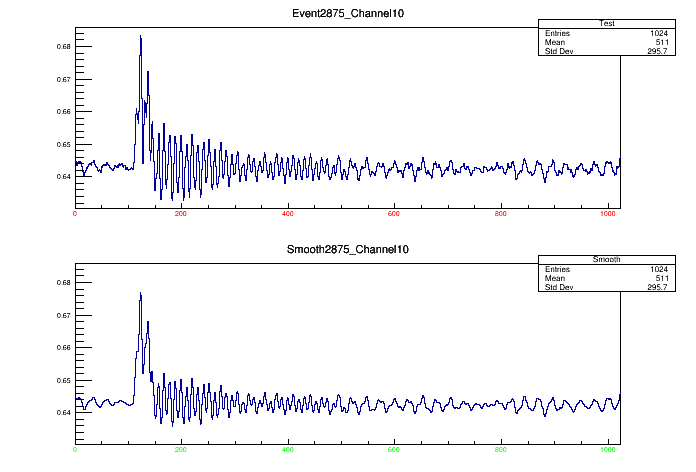 Event2875_Channel10
Test
Entries 1024
Mean 511
Std Dev 295.7
0.68
0.67
0.66
0.65
0.64
0 200 400 600 800 1000
Smooth2875_Channel10
Smooth
Entries 1024
Mean 511
Std Dev 295.7
0.68
0.67
0.66
0.65
0.64
0 200 400 600 800 1000